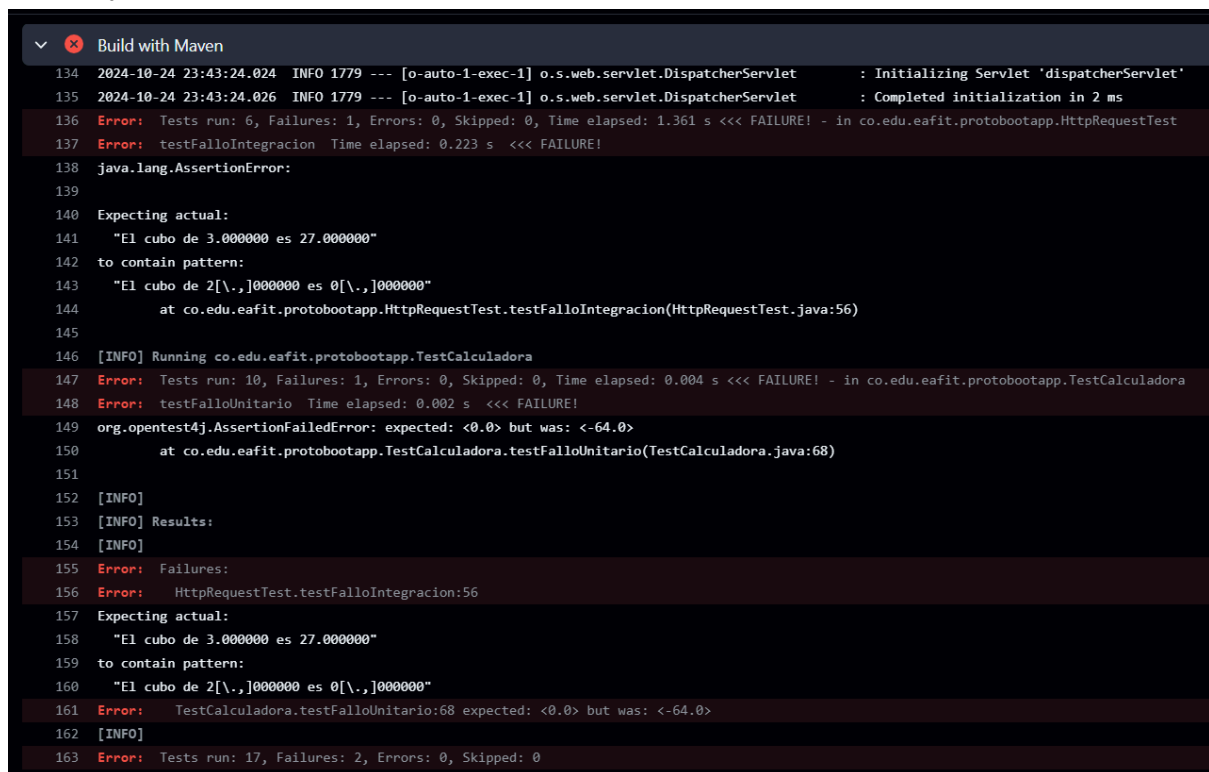 Build with Maven
134 2024-10-24 23:43:24.024 INFO 1779 --- [o-auto-1-exec-1] o.s.web.servlet.DispatcherServlet : Initializing Servlet 'dispatcherServlet'
135 2024-10-24 23:43:24.026 INFO 1779 --- [o-auto-1-exec-1] o.s.web.servlet.DispatcherServlet : Completed initialization in 2 ms
136 Error: Tests run: 6, Failures: 1, Errors: 0, Skipped: 0, Time elapsed: 1.361 s <<< FAILURE! - in co.edu.eafit.protobootapp.HttpRequestTest
137 Error: testFalloIntegracion Time elapsed: 0.223 s <<< FAILURE!
138 java.lang.AssertionError:
139
140 Expecting actual:
141 "El cubo de 3.000000 es 27.000000"
142 to contain pattern:
143 "El cubo de 2[\.,]000000 es 0[\.,]000000"
144 at co.edu.eafit.protobootapp.HttpRequestTest.testFalloIntegracion(HttpRequestTest.java:56)
145
146 [INFO] Running co.edu.eafit.protobootapp.TestCalculadora
147 Error: Tests run: 10, Failures: 1, Errors: 0, Skipped: 0, Time elapsed: 0.004 s <<< FAILURE! - in co.edu.eafit.protobootapp.TestCalculadora
148 Error: testFalloUnitario Time elapsed: 0.002 s <<< FAILURE!
149 org.opentest4j.AssertionFailedError: expected: <0.0> but was: <-64.0>
150 at co.edu.eafit.protobootapp.TestCalculadora.testFalloUnitario(TestCalculadora.java:68)
151
152 [INFO]
153 [INFO] Results:
154 [INFO]
155 Error: Failures:
156 Error: HttpRequestTest.testFalloIntegracion:56
157 Expecting actual:
158 "El cubo de 3.000000 es 27.000000"
159 to contain pattern:
160 "El cubo de 2[\.,]000000 es 0[\.,]000000"
161 Error: TestCalculadora.testFalloUnitario:68 expected: <0.0> but was: <-64.0>
162 [INFO]
163 Error: Tests run: 17, Failures: 2, Errors: 0, Skipped: 0